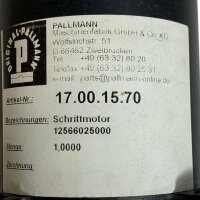 PALLMANN
Maschinenfabrik GmbH & Co. KG
Wolfslochstr. 51
D-66482 Zweibrücken
Tel +49 (63 32) 80 20
Telefax +49 (63 32) 80 25 31
e-mail: parts@pallmann-online.de
ORIGINAL-PALLMANN
P
Artikel-Nr.: 17.00.15.70
Bezeichnungen: Schrittmotor
12566025000
Menge: 1,0000
Zeichnung: